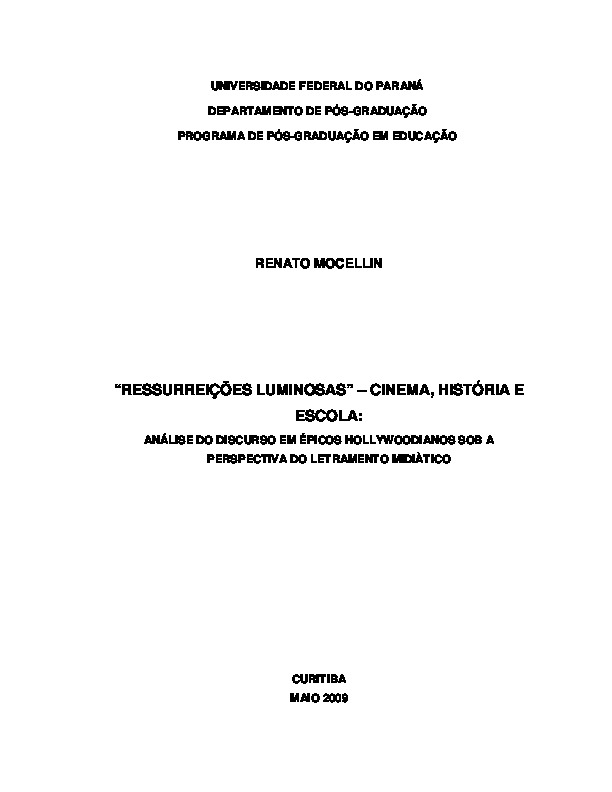 UNIVERSIDADE FEDERAL DO PARANÁ
DEPARTAMENTO DE PÓS-GRADUAÇÃO
PROGRAMA DE PÓS-GRADUAÇÃO EM EDUCAÇÃO
RENATO MOCELLIN
“RESSURREIÇÕES LUMINOSAS” – CINEMA, HISTÓRIA E
ESCOLA:
ANÁLISE DO DISCURSO EM ÉPICOS HOLLYWOODIANOS SOB A
PERSPECTIVA DO LETRAMENTO MIDIÀTICO
CURITIBA
MAIO 2009